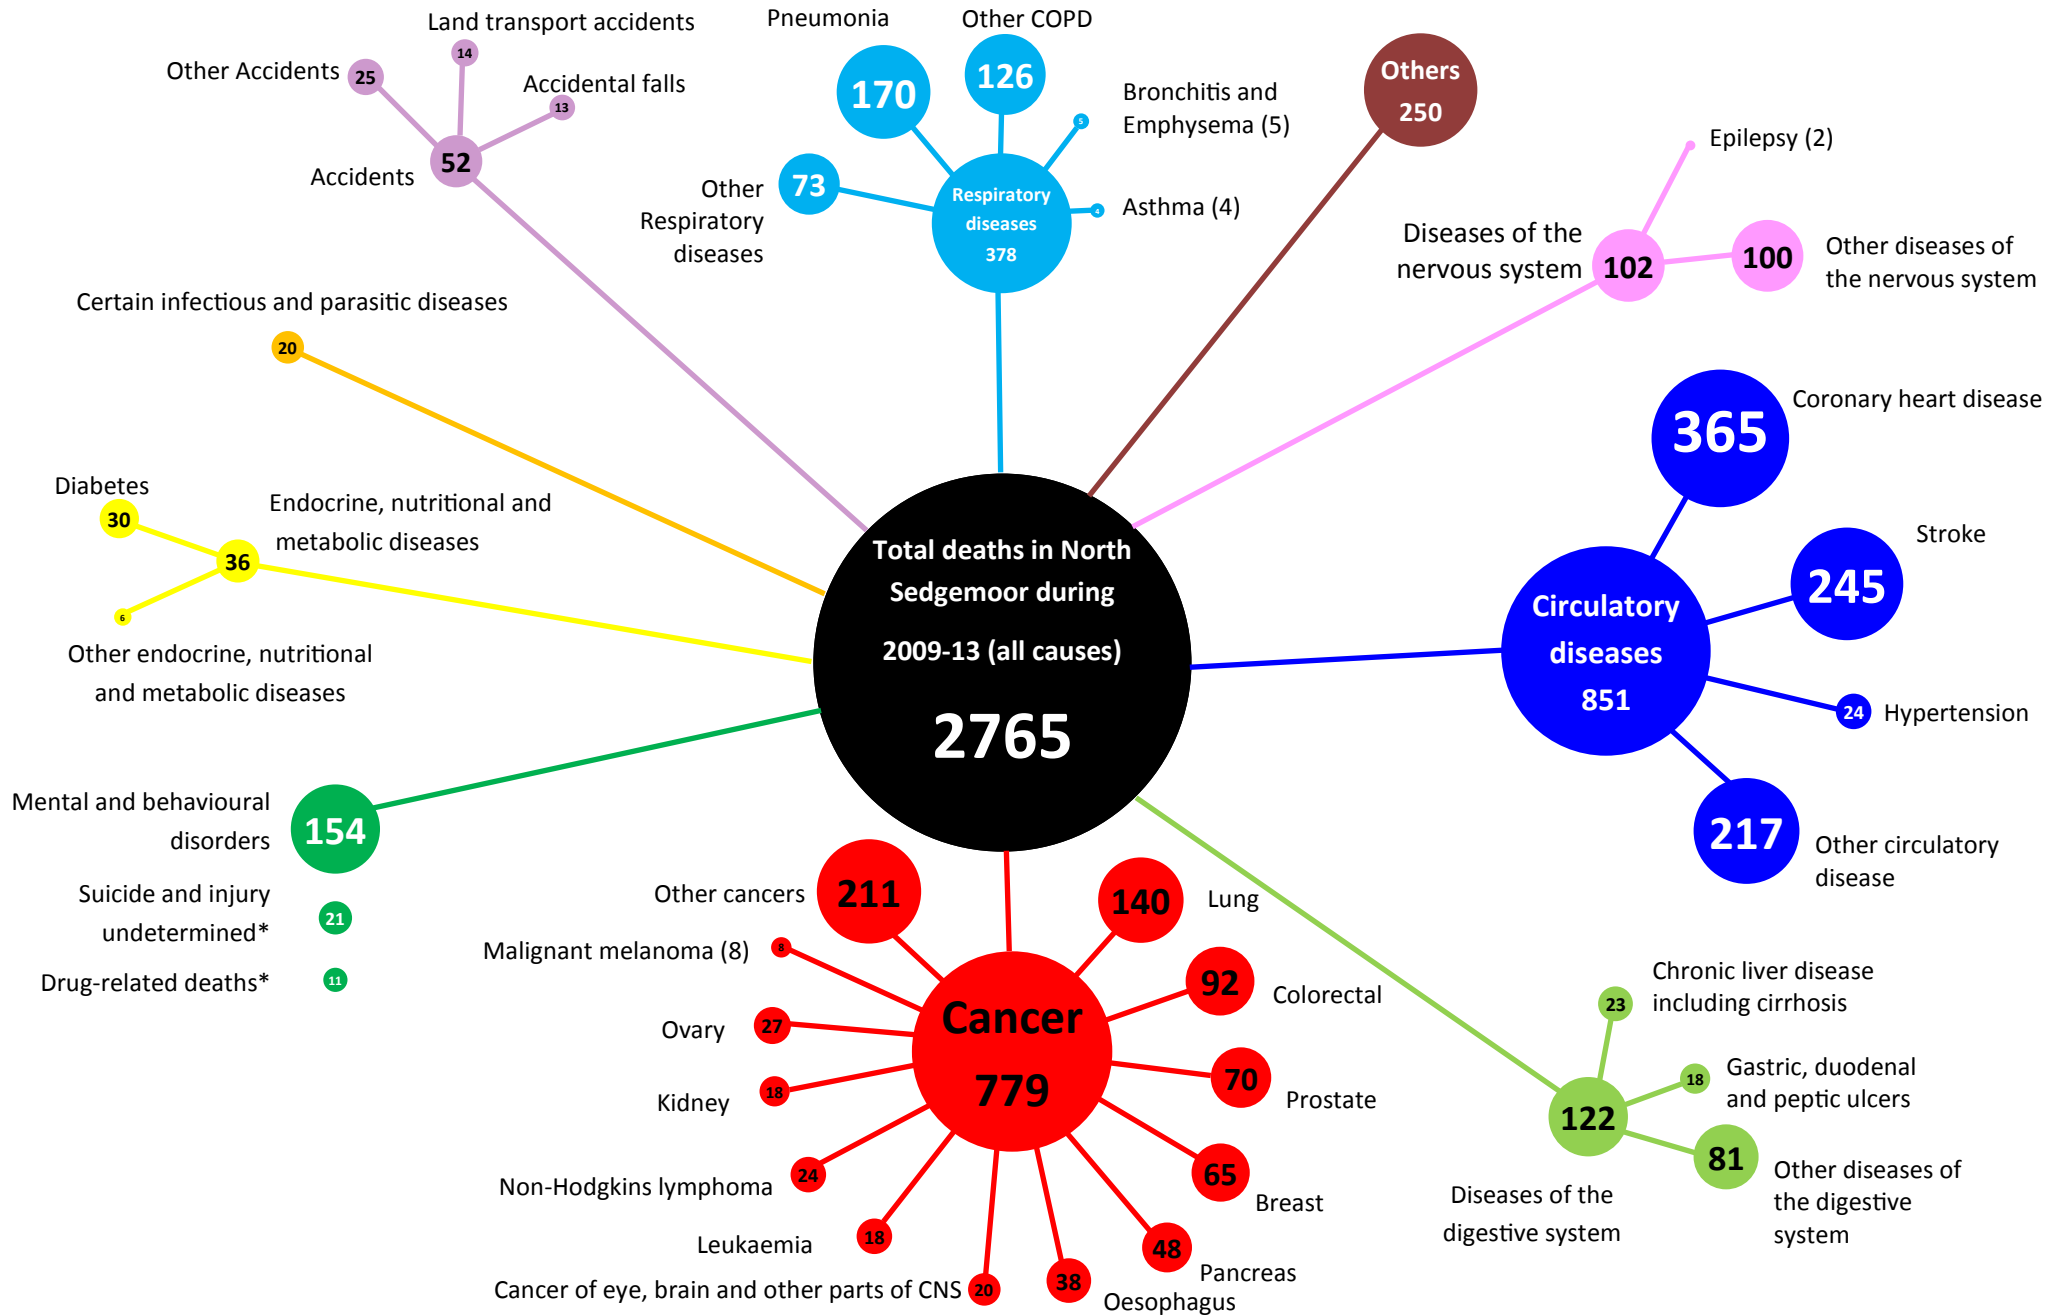 Land transport accidents
14
Other Accidents
25
Accidental falls
13
Accidents
52
Pneumonia
170
Other COPD
126
Bronchitis and
Emphysema (5)
5
Asthma (4)
4
Other
Respiratory
diseases
73
Respiratory
diseases
378
Others
250
Epilepsy (2)
Diseases of the
nervous system
102
100
Other diseases of
the nervous system
Certain infectious and parasitic diseases
20
Diabetes
30
Endocrine, nutritional and
metabolic diseases
36
6
Other endocrine, nutritional
and metabolic diseases
Total deaths in North
Sedgemoor during
2009-13 (all causes)
2765
365
Coronary heart disease
Stroke
245
Circulatory
diseases
851
24
Hypertension
217
Other circulatory
disease
Mental and behavioural
disorders
154
Suicide and injury
undetermined*
21
Drug-related deaths*
11
Other cancers
211
140
Lung
Malignant melanoma (8)
8
92
Colorectal
Ovary
27
Cancer
779
Kidney
18
70
Prostate
Non-Hodgkins lymphoma
24
65
Breast
Leukaemia
18
48
Pancreas
Cancer of eye, brain and other parts of CNS
20
38
Oesophagus
Chronic liver disease
including cirrhosis
23
18
Gastric, duodenal
and peptic ulcers
122
81
Other diseases of
the digestive
system
Diseases of the
digestive system